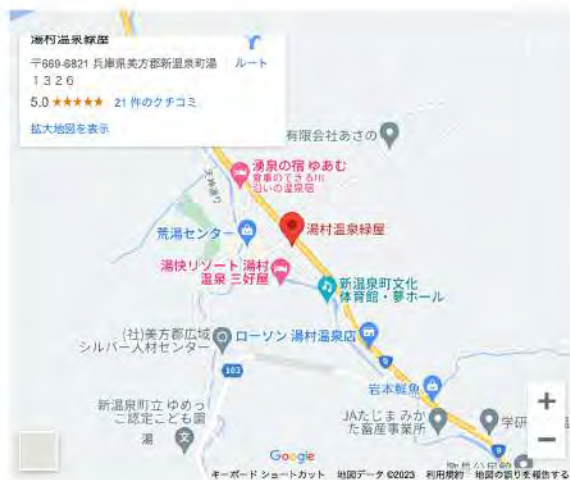 湯村温泉緑屋
〒669-6821 兵庫県美方郡新温泉町湯
1326
ルート
5.0 ★★★★★ 21 件のクチコミ
拡大地図を表示
有限会社あさの
湧泉の宿 ゆあむ
食事のできる川
沿いの温泉宿
天神通り
荒湯センター
湯村温泉緑屋
湯快リゾート 湯村
温泉 三好屋
新温泉町文化
体育館・夢ホール
(社)美方郡広域
シルバー人材センター
ローソン 湯村温泉店
9
103
岩本鮮魚
新温泉町立 ゆめっ
こ認定こども園
JAたじま みか
た畜産事業所
学研
湯
9
Google
キーボード ショートカット 地図データ ©2023 利用規約 地図の誤りを報告する